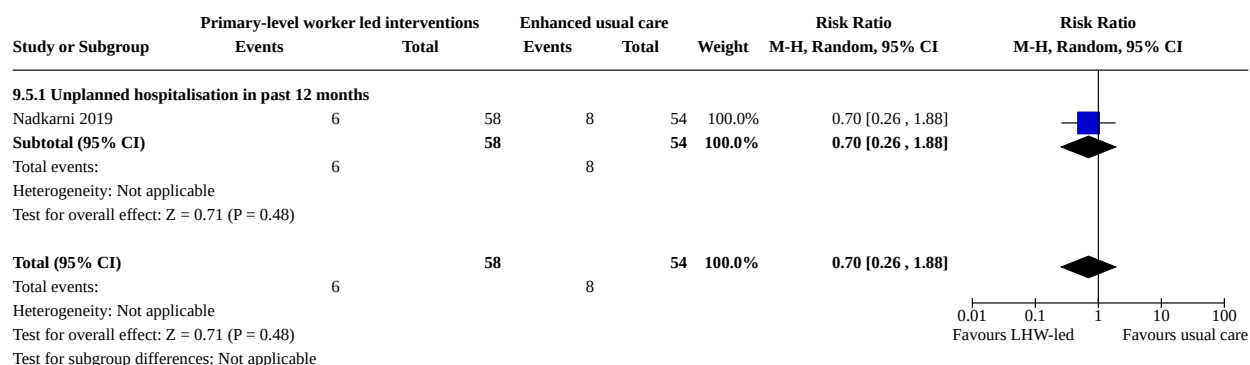 Primary-level worker led interventions Enhanced usual care Risk Ratio Risk Ratio
Study or Subgroup Events Total Events Total Weight M-H, Random, 95% CI M-H, Random, 95% CI
9.5.1 Unplanned hospitalisation in past 12 months
Nadkarni 2019 6 58 8 54 100.0% 0.70 [0.26 , 1.88]
Subtotal (95% CI) 58 54 100.0% 0.70 [0.26 , 1.88]
Total events: 6 8
Heterogeneity: Not applicable
Test for overall effect: Z = 0.71 (P = 0.48)
Total (95% CI) 58 54 100.0% 0.70 [0.26 , 1.88]
Total events: 6 8
Heterogeneity: Not applicable
0.01 0.1 1 10 100
Test for overall effect: Z = 0.71 (P = 0.48) Favours LHW-led Favours usual care
Test for subgroup differences: Not applicable